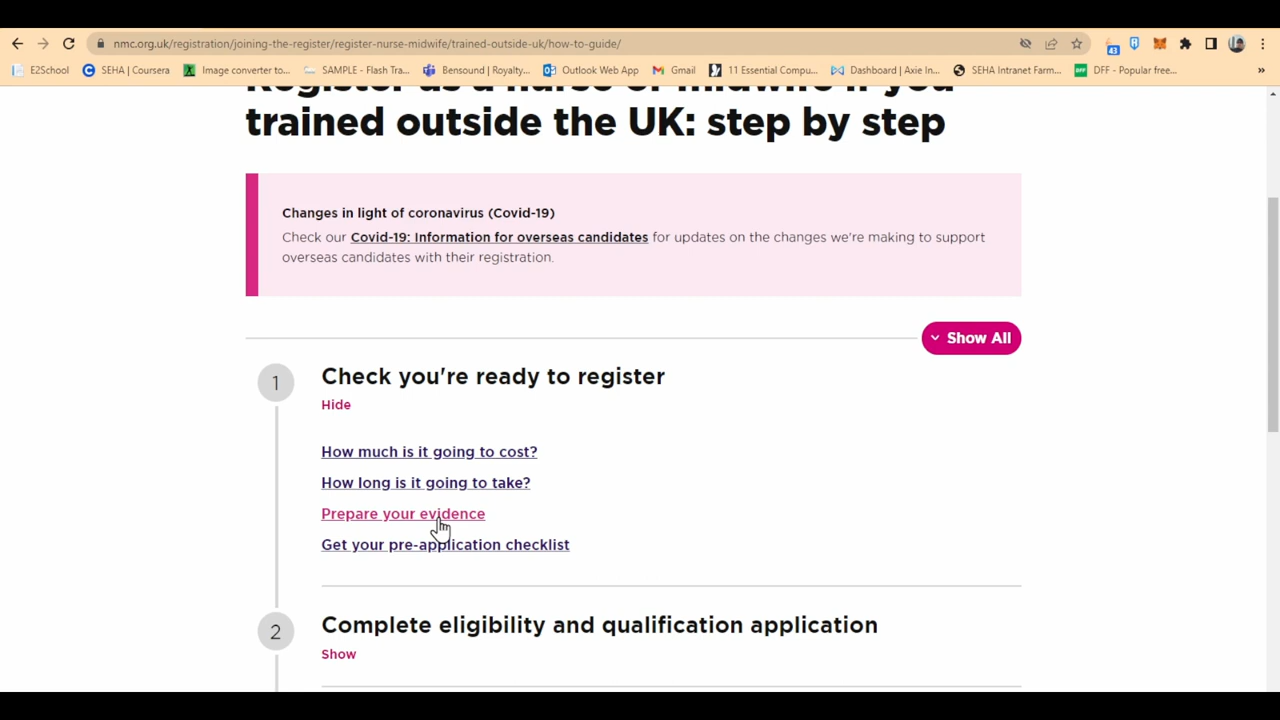 nmc.org.uk/registration/joining-the-register/register-nurse-midwife/trained-outside-uk/how-to-guide/
43
E2School SEHA | Coursera Image converter to... SAMPLE - Flash Tra... Bensound | Royalty... Outlook Web App Gmail 11 Essential Compu... Dashboard | Axie In... SEHA Intranet Farm... DFF DFF - Popular free... »
Register as a nurse or midwife if you
trained outside the UK: step by step
Changes in light of coronavirus (Covid-19)
Check our Covid-19: Information for overseas candidates for updates on the changes we're making to support
overseas candidates with their registration.
Show All
1 Check you're ready to register
Hide
How much is it going to cost?
How long is it going to take?
Prepare your evidence
Get your pre-application checklist
2 Complete eligibility and qualification application
Show